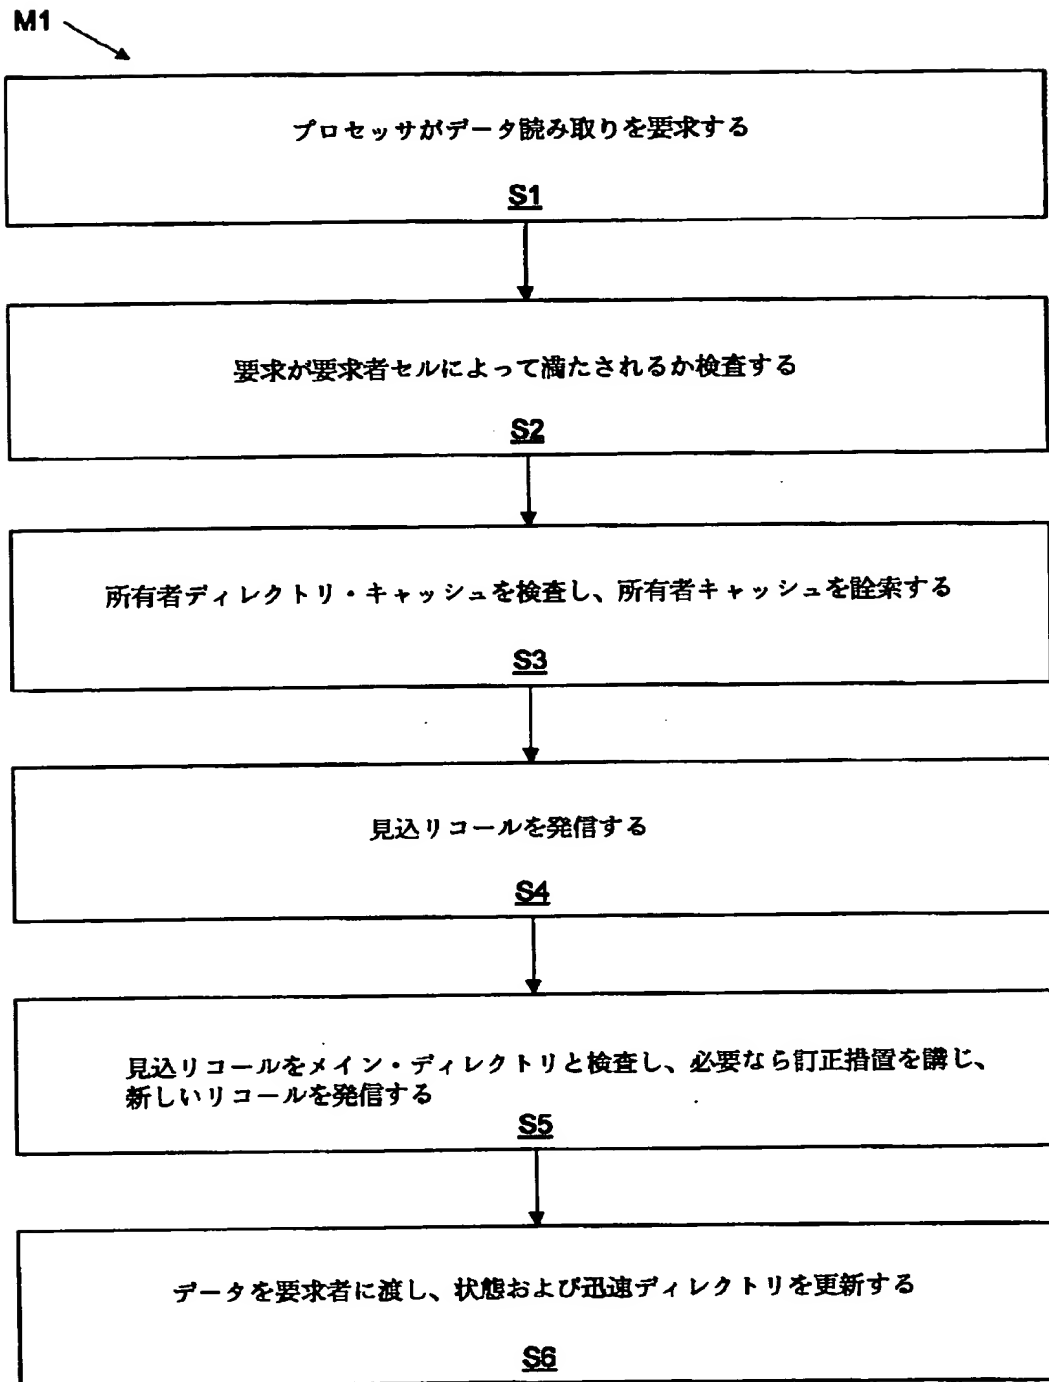 M1
プロセッサがデータ読み取りを要求する
S1
要求が要求者セルによって満たされるか検査する
S2
所有者ディレクトリ・キャッシュを検査し、所有者キャッシュを詮索する
S3
見込リコールを発信する
S4
見込リコールをメイン・ディレクトリと検査し、必要なら訂正措置を講じ、
新しいリコールを発信する
S5
データを要求者に渡し、状態および迅速ディレクトリを更新する
S6